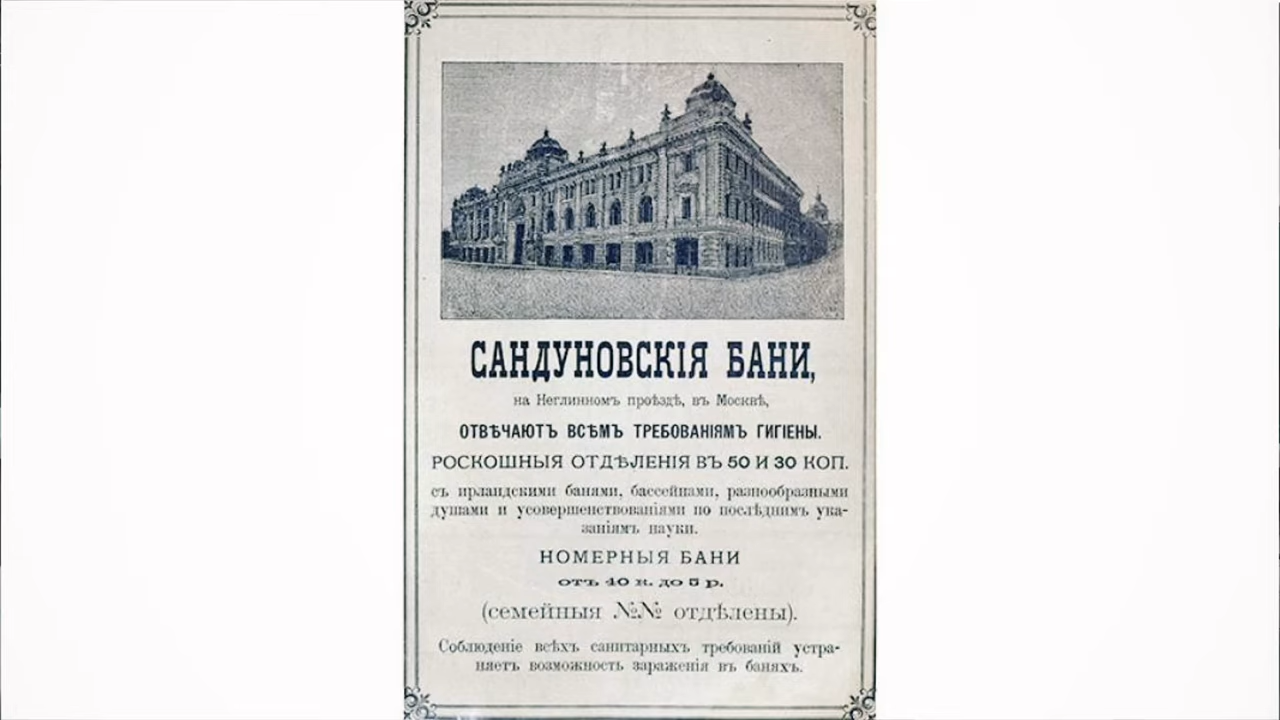 САНДУНОВСКІЯ БАНИ,
на Неглинномъ проѣздѣ, въ Москвѣ,
ОТВѢЧАЮТЪ ВСѢМЪ ТРЕБОВАНІЯМЪ ГИГІЕНЫ.
РОСКОШНЫЯ ОТДѢЛЕНІЯ ВЪ 50 И 30 КОП.
съ ирландскими банями, бассейнами, разнообразными
душами и усовершенствованіями по послѣднимъ ука-
заніямъ науки.
НОМЕРНЫЯ БАНИ
отъ 40 к. до 5 р.
(семейныя №№ отдѣлены).
Соблюденіе всѣхъ санитарныхъ требованій устра-
няетъ возможность зараженія въ баняхъ.